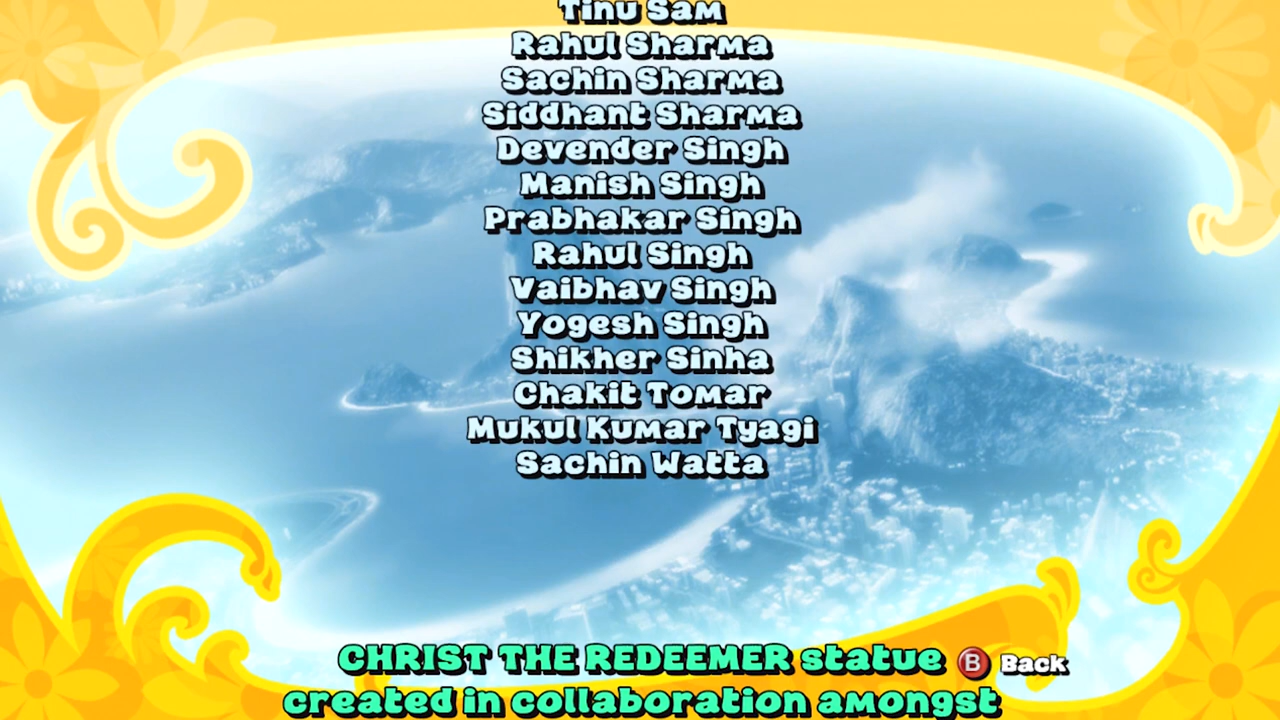 Tinu Sam
Rahul Sharma
Sachin Sharma
Siddhant Sharma
Devender Singh
Manish Singh
Prabhakar Singh
Rahul Singh
Vaibhav Singh
Yogesh Singh
Shikher Sinha
Chakit Tomar
Mukul Kumar Tyagi
Sachin Watta
CHRIST THE REDEEMER statue
B Back
created in collaboration amongst